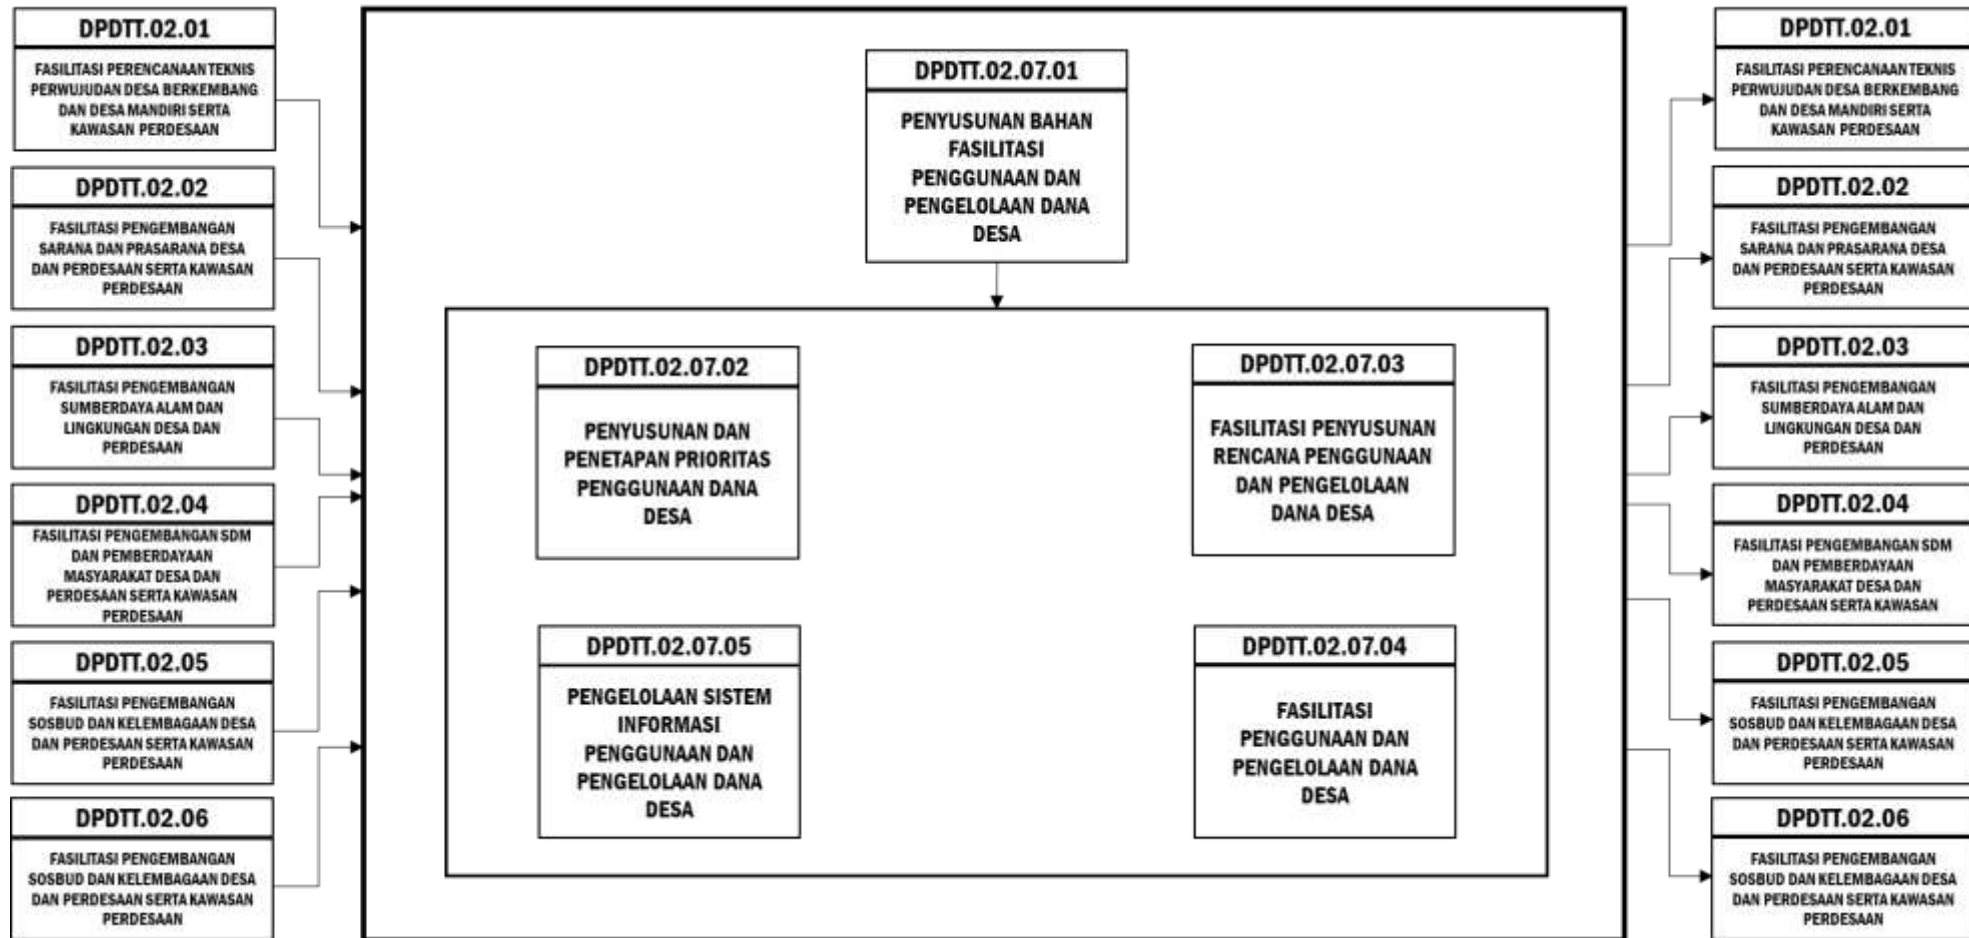 DPDTT.02.01
FASILITASI PERENCANAAN TEKNIS
PERWUJUDAN DESA BERKEMBANG
DAN DESA MANDIRI SERTA
KAWASAN PERDESAAN
DPDTT.02.02
FASILITASI PENGEMBANGAN
SARANA DAN PRASARANA DESA
DAN PERDESAAN SERTA KAWASAN
PERDESAAN
DPDTT.02.03
FASILITASI PENGEMBANGAN
SUMBERDAYA ALAM DAN
LINGKUNGAN DESA DAN
PERDESAAN
DPDTT.02.04
FASILITASI PENGEMBANGAN SDM
DAN PEMBERDAYAAN
MASYARAKAT DESA DAN
PERDESAAN SERTA KAWASAN
PERDESAAN
DPDTT.02.05
FASILITASI PENGEMBANGAN
SOSBUD DAN KELEMBAGAAN DESA
DAN PERDESAAN SERTA KAWASAN
PERDESAAN
DPDTT.02.06
FASILITASI PENGEMBANGAN
SOSBUD DAN KELEMBAGAAN DESA
DAN PERDESAAN SERTA KAWASAN
PERDESAAN
DPDTT.02.07.01
PENYUSUNAN BAHAN
FASILITASI
PENGGUNAAN DAN
PENGELOLAAN DANA
DESA
DPDTT.02.07.02
PENYUSUNAN DAN
PENETAPAN PRIORITAS
PENGGUNAAN DANA
DESA
DPDTT.02.07.03
FASILITASI PENYUSUNAN
RENCANA PENGGUNAAN
DAN PENGELOLAAN
DANA DESA
DPDTT.02.07.05
PENGELOLAAN SISTEM
INFORMASI
PENGGUNAAN DAN
PENGELOLAAN DANA
DESA
DPDTT.02.07.04
FASILITASI
PENGGUNAAN DAN
PENGELOLAAN DANA
DESA
DPDTT.02.01
FASILITASI PERENCANAAN TEKNIS
PERWUJUDAN DESA BERKEMBANG
DAN DESA MANDIRI SERTA
KAWASAN PERDESAAN
DPDTT.02.02
FASILITASI PENGEMBANGAN
SARANA DAN PRASARANA DESA
DAN PERDESAAN SERTA KAWASAN
PERDESAAN
DPDTT.02.03
FASILITASI PENGEMBANGAN
SUMBERDAYA ALAM DAN
LINGKUNGAN DESA DAN
PERDESAAN
DPDTT.02.04
FASILITASI PENGEMBANGAN SDM
DAN PEMBERDAYAAN
MASYARAKAT DESA DAN
PERDESAAN SERTA KAWASAN
DPDTT.02.05
FASILITASI PENGEMBANGAN
SOSBUD DAN KELEMBAGAAN DESA
DAN PERDESAAN SERTA KAWASAN
PERDESAAN
DPDTT.02.06
FASILITASI PENGEMBANGAN
SOSBUD DAN KELEMBAGAAN DESA
DAN PERDESAAN SERTA KAWASAN
PERDESAAN